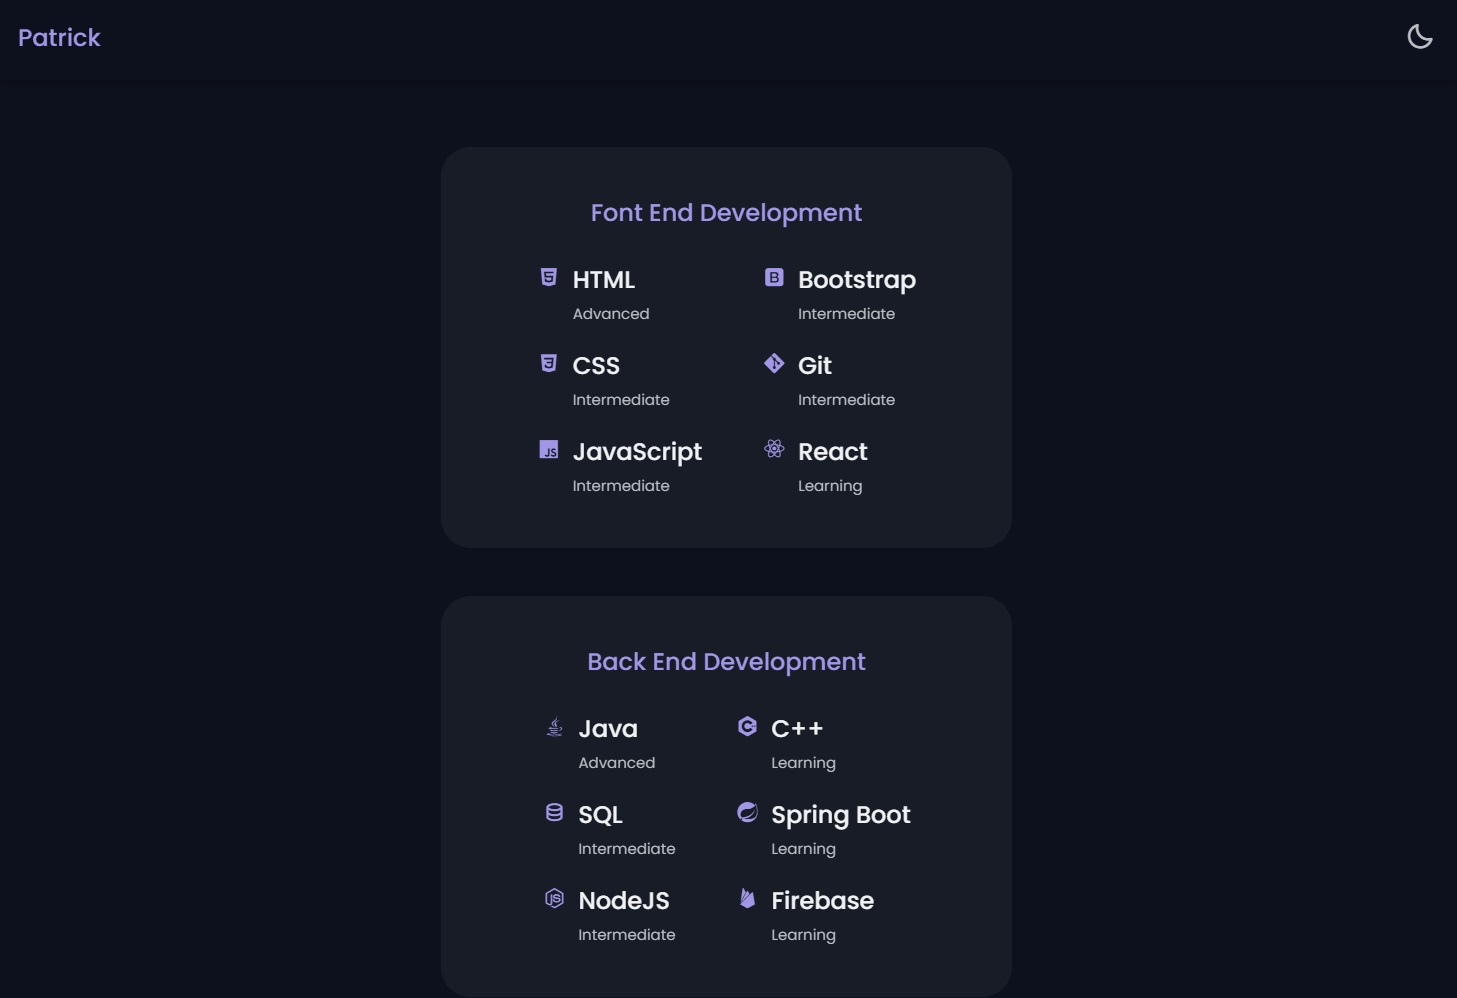 Patrick
Font End Development
HTML
Advanced
Bootstrap
Intermediate
CSS
Intermediate
Git
Intermediate
JavaScript
Intermediate
React
Learning
Back End Development
Java
Advanced
C++
Learning
SQL
Intermediate
Spring Boot
Learning
NodeJS
Intermediate
Firebase
Learning